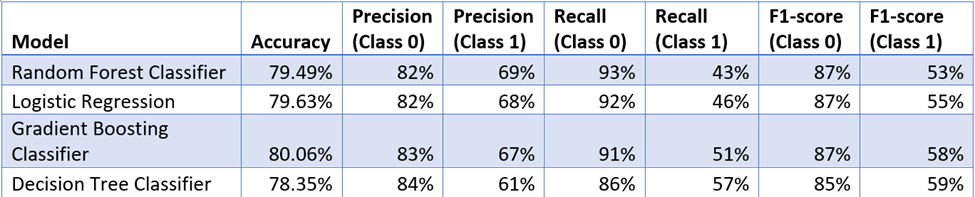 Model Accuracy Precision (Class 0) Precision (Class 1) Recall (Class 0) Recall (Class 1) F1-score (Class 0) F1-score (Class 1)
Random Forest Classifier 79.49% 82% 69% 93% 43% 87% 53%
Logistic Regression 79.63% 82% 68% 92% 46% 87% 55%
Gradient Boosting Classifier 80.06% 83% 67% 91% 51% 87% 58%
Decision Tree Classifier 78.35% 84% 61% 86% 57% 85% 59%